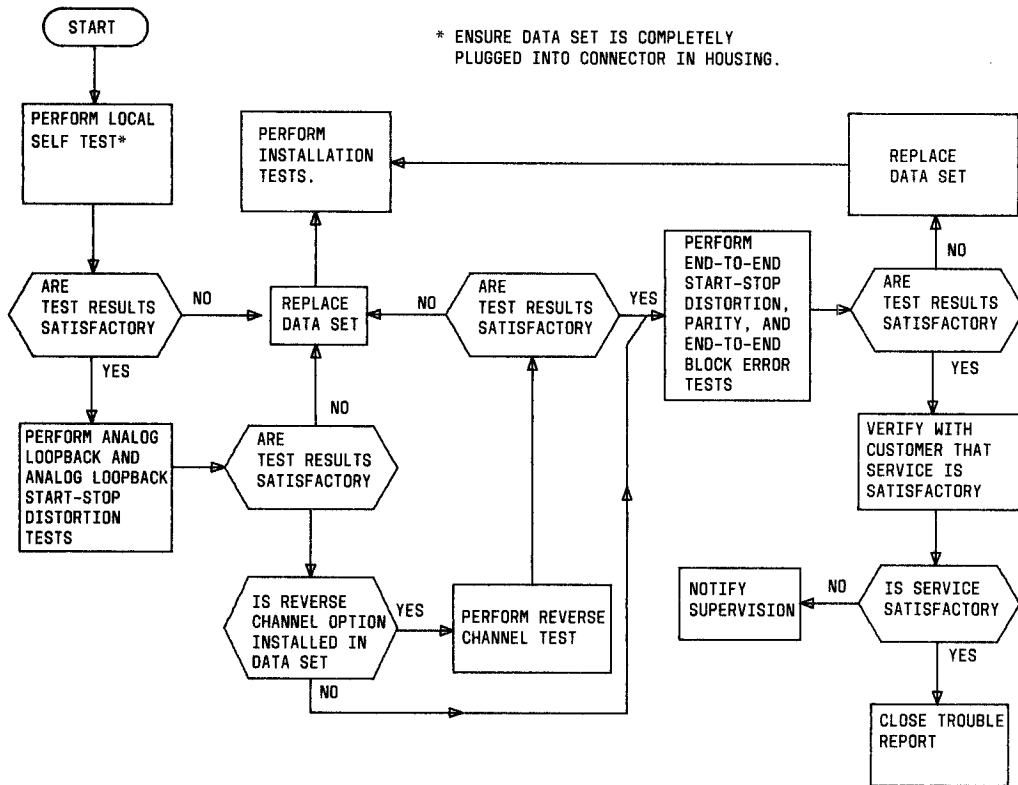 START
* ENSURE DATA SET IS COMPLETELY
PLUGGED INTO CONNECTOR IN HOUSING.
PERFORM LOCAL
SELF TEST*
PERFORM
INSTALLATION
TESTS.
REPLACE
DATA SET
NO
ARE
TEST RESULTS
SATISFACTORY
NO
YES
REPLACE
DATA SET
NO
ARE
TEST RESULTS
SATISFACTORY
YES
PERFORM
END-TO-END
START-STOP
DISTORTION,
PARITY, AND
END-TO-END
BLOCK ERROR
TESTS
ARE
TEST RESULTS
SATISFACTORY
YES
PERFORM ANALOG
LOOPBACK AND
ANALOG LOOPBACK
START-STOP
DISTORTION
TESTS
NO
ARE
TEST RESULTS
SATISFACTORY
VERIFY WITH
CUSTOMER THAT
SERVICE IS
SATISFACTORY
IS REVERSE
CHANNEL OPTION
INSTALLED IN
DATA SET
YES
NO
PERFORM REVERSE
CHANNEL TEST
NOTIFY
SUPERVISION
NO
IS SERVICE
SATISFACTORY
YES
CLOSE TROUBLE
REPORT